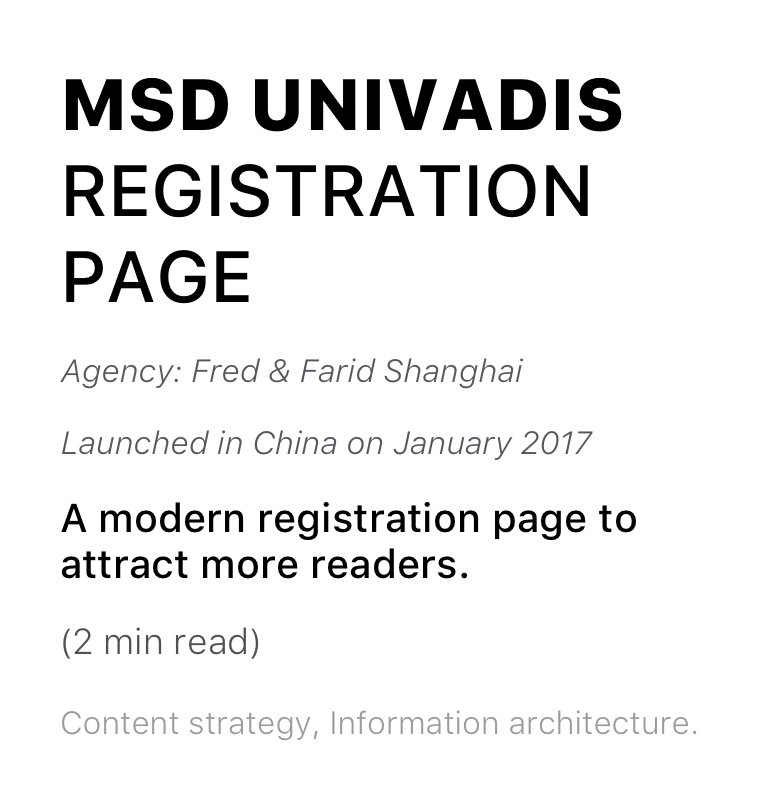 MSD UNIVADIS
REGISTRATION
PAGE
Agency: Fred & Farid Shanghai
Launched in China on January 2017
A modern registration page to
attract more readers.
(2 min read)
Content strategy, Information architecture.